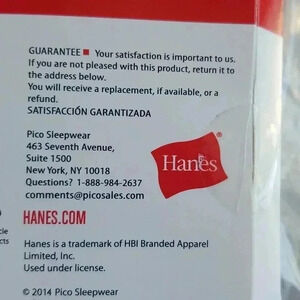 GUARANTEE ■ Your satisfaction is important to us.
If you are not pleased with this product, return it to
the address below.
You will receive a replacement, if available, or a
refund.
SATISFACCIÓN GARANTIZADA
Pico Sleepwear
463 Seventh Avenue,
Suite 1500
New York, NY 10018
Questions? 1-888-984-2637
comments@picosales.com
Hanes®
HANES.COM
Hanes is a trademark of HBI Branded Apparel
Limited, Inc.
Used under license.
© 2014 Pico Sleepwear
cle
cts